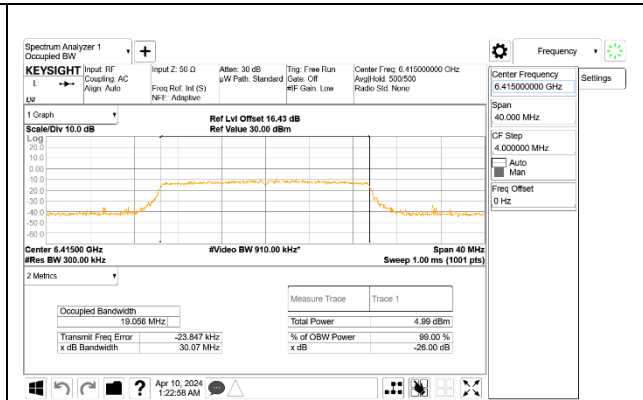 Spectrum Analyzer 1
Occupied BW
KEYSIGHT
L
Input: RF
Coupling: AC
Align: Auto
Input Z: 50 Ω
Freq Ref: Int (S)
NFE: Adaptive
Atten: 30 dB
µW Path: Standard
Trig: Free Run
Gate: Off
#IF Gain: Low
Center Freq: 6.415000000 GHz
Avg|Hold: 500/500
Radio Std: None
1 Graph
Scale/Div 10.0 dB
Ref Lvl Offset 16.43 dB
Ref Value 30.00 dBm
Log
20.0
10.0
0.00
-10.0
-20.0
-30.0
-40.0
-50.0
-60.0
Center 6.41500 GHz
#Res BW 300.00 kHz
#Video BW 910.00 kHz*
Span 40 MHz
Sweep 1.00 ms (1001 pts)
2 Metrics
Measure Trace Trace 1
Occupied Bandwidth
19.056 MHz
Total Power 4.99 dBm
Transmit Freq Error -23.847 kHz
% of OBW Power 99.00 %
x dB Bandwidth 30.07 MHz
x dB -26.00 dB
Apr 10, 2024
1:22:58 AM
Frequency
Center Frequency
6.415000000 GHz
Settings
Span
40.000 MHz
CF Step
4.000000 MHz
Auto
Man
Freq Offset
0 Hz